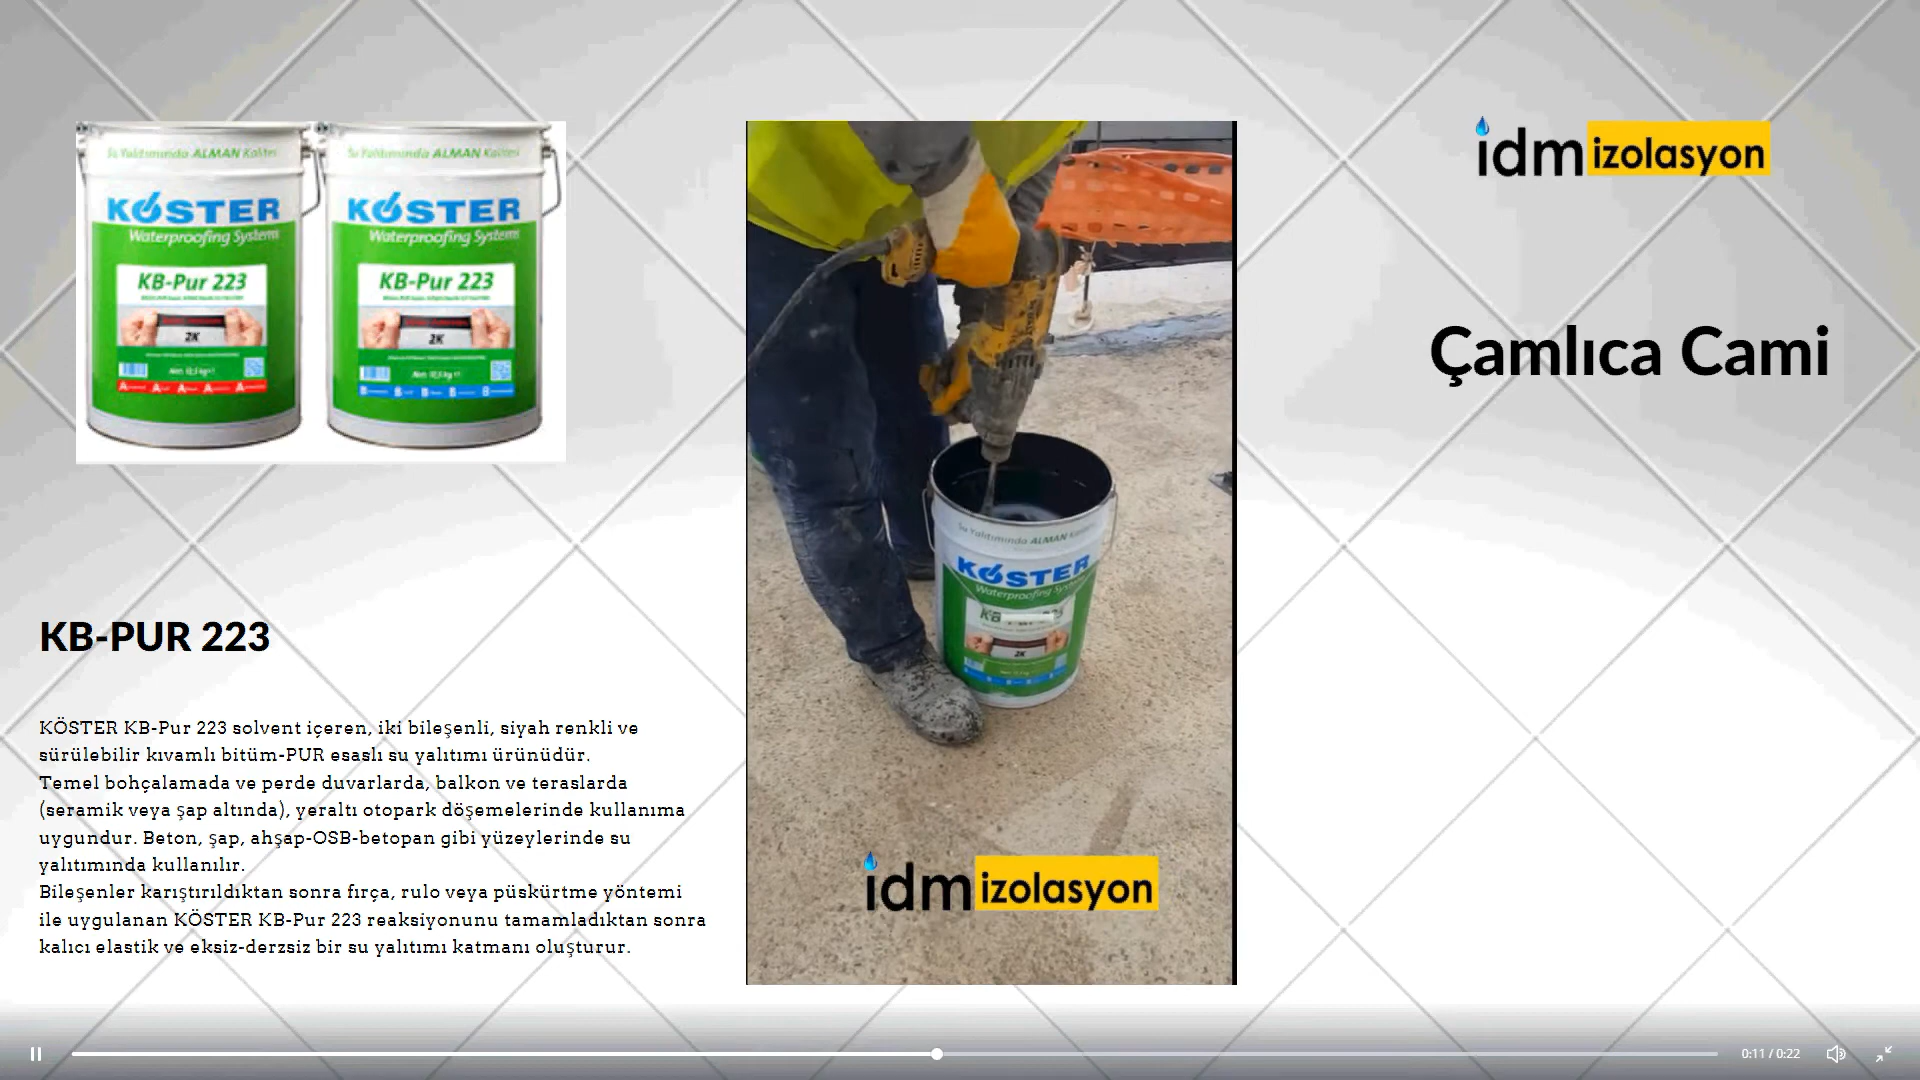 Su Yalıtımında ALMAN Kalitesi
KÖSTER
Waterproofing Systems
KB-Pur 223
2K
Su Yalıtımında ALMAN Kalitesi
KÖSTER
Waterproofing Systems
KB-Pur 223
2K
Su Yalıtımında ALMAN
KÖSTER
Waterproofing
2K
idm izolasyon
idm izolasyon
Çamlıca Cami
KB-PUR 223
KÖSTER KB-Pur 223 solvent içeren, iki bileşenli, siyah renkli ve
sürülebilir kıvamlı bitüm-PUR esaslı su yalıtımı ürünüdür.
Temel bohçalamada ve perde duvarlarda, balkon ve teraslarda
(seramik veya şap altında), yeraltı otopark döşemelerinde kullanıma
uygundur. Beton, şap, ahşap-OSB-betopan gibi yüzeylerinde su
yalıtımında kullanılır.
Bileşenler karıştırıldıktan sonra fırça, rulo veya püskürtme yöntemi
ile uygulanan KÖSTER KB-Pur 223 reaksiyonunu tamamladıktan sonra
kalıcı elastik ve eksiz-derzsiz bir su yalıtımı katmanı oluşturur.
0:11 / 0:22